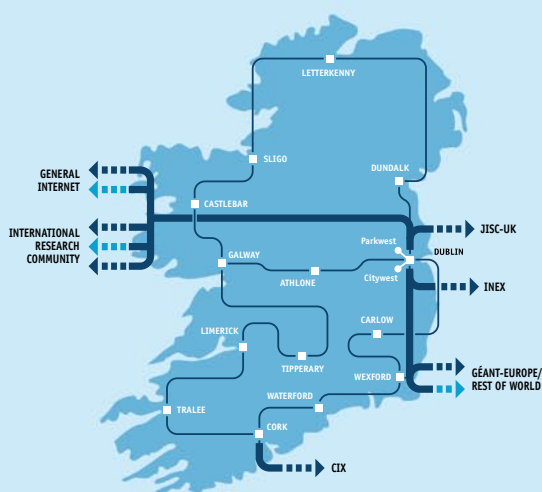 LETTERKENNY
SLIGO
DUNDALK
GENERAL
INTERNET
CASTLEBAR
INTERNATIONAL
RESEARCH
COMMUNITY
JISC-UK
Parkwest
DUBLIN
GALWAY
Citywest
ATHLONE
INEX
CARLOW
LIMERICK
TIPPERARY
WEXFORD
GÉANT-EUROPE/
REST OF WORLD
WATERFORD
TRALEE
CORK
CIX